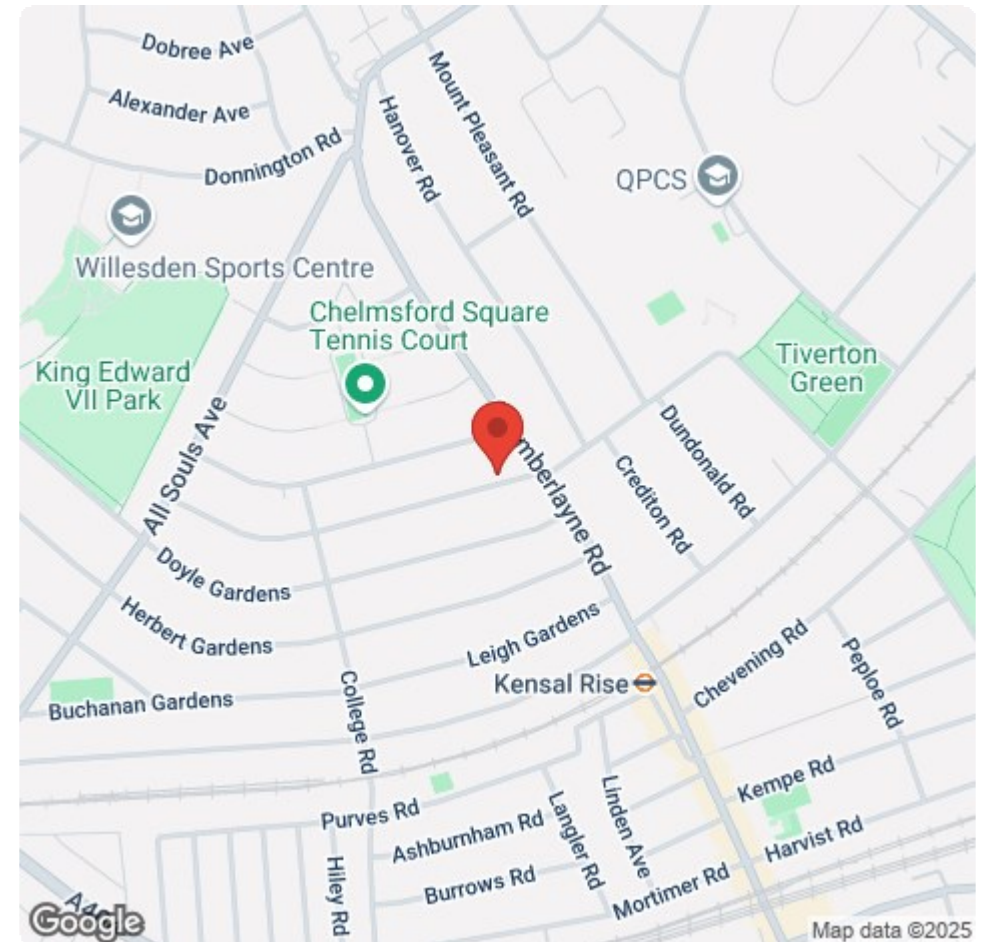 Dobree Ave
Alexander Ave
Donnington Rd
Hanover Rd
Mount Pleasant Rd
QPCS
Willesden Sports Centre
Chelmsford Square
Tennis Court
King Edward
VII Park
Tiverton
Green
All Souls Ave
mberlayne Rd
Dundonald Rd
Crediton Rd
Doyle Gardens
Herbert Gardens
Leigh Gardens
Kensal Rise
Chevening Rd
Peploe Rd
Buchanan Gardens
College Rd
Kempe Rd
Purves Rd
Linden Ave
Langler Rd
Ashburnham Rd
Harvist Rd
Hiley Rd
Burrows Rd
Mortimer Rd
Google
Map data ©2025